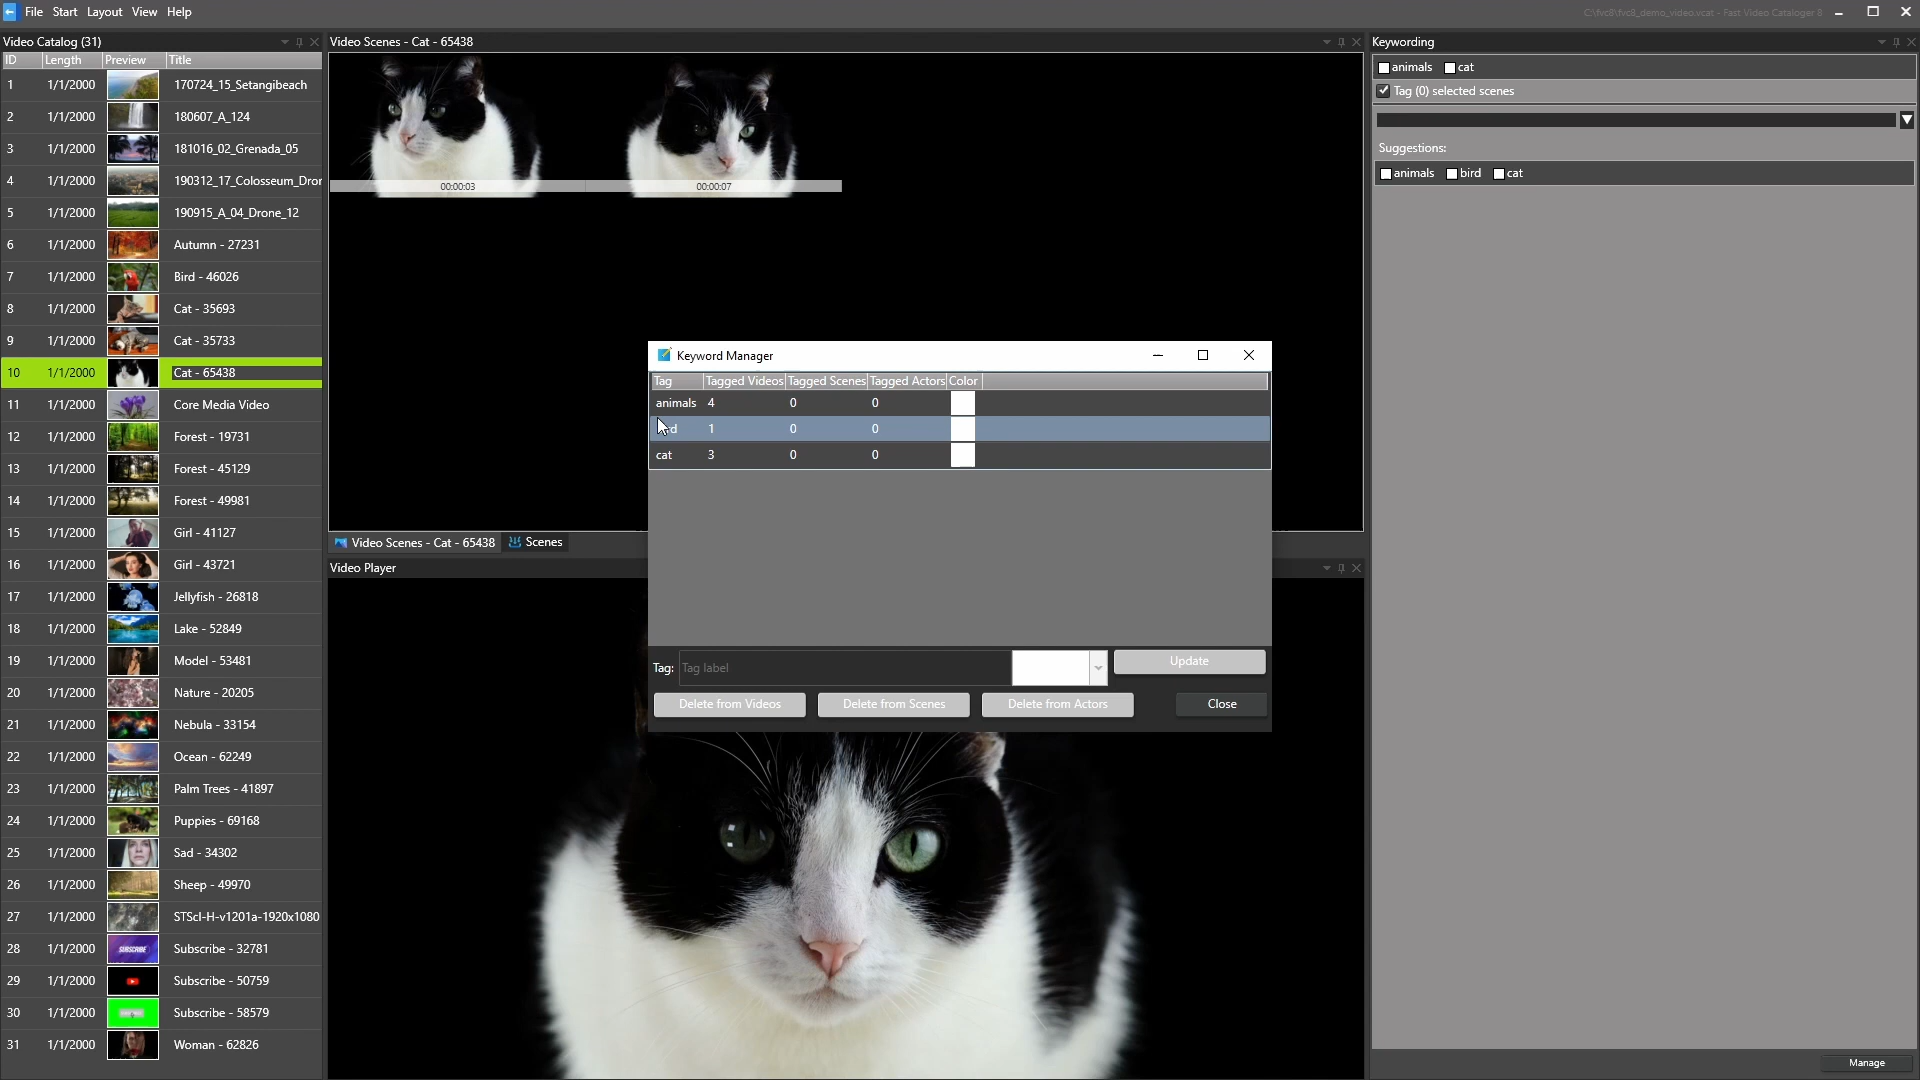 File Start Layout View Help
C:\fvc8\fvc8_demo_video.vcat - Fast Video Cataloger 8
Video Catalog (31)
ID Length Preview Title
1 1/1/2000 170724_15_Setangibeach
2 1/1/2000 180607_A_124
3 1/1/2000 181016_02_Grenada_05
4 1/1/2000 190312_17_Colosseum_Dror
5 1/1/2000 190915_A_04_Drone_12
6 1/1/2000 Autumn - 27231
7 1/1/2000 Bird - 46026
8 1/1/2000 Cat - 35693
9 1/1/2000 Cat - 35733
10 1/1/2000 Cat - 65438
11 1/1/2000 Core Media Video
12 1/1/2000 Forest - 19731
13 1/1/2000 Forest - 45129
14 1/1/2000 Forest - 49981
15 1/1/2000 Girl - 41127
16 1/1/2000 Girl - 43721
17 1/1/2000 Jellyfish - 26818
18 1/1/2000 Lake - 52849
19 1/1/2000 Model - 53481
20 1/1/2000 Nature - 20205
21 1/1/2000 Nebula - 33154
22 1/1/2000 Ocean - 62249
23 1/1/2000 Palm Trees - 41897
24 1/1/2000 Puppies - 69168
25 1/1/2000 Sad - 34302
26 1/1/2000 Sheep - 49970
27 1/1/2000 STScI-H-v1201a-1920x1080
28 1/1/2000 SUBSCRIBE Subscribe - 32781
29 1/1/2000 Subscribe - 50759
30 1/1/2000 Subscribe - 58579
31 1/1/2000 Woman - 62826
Video Scenes - Cat - 65438
00:00:03 00:00:07
Video Scenes - Cat - 65438 Scenes
Video Player
Keyword Manager
Tag Tagged Videos Tagged Scenes Tagged Actors Color
animals 4 0 0
d 1 0 0
cat 3 0 0
Tag: Tag label Update
Delete from Videos Delete from Scenes Delete from Actors Close
Keywording
animals cat
Tag (0) selected scenes
Suggestions:
animals bird cat
Manage